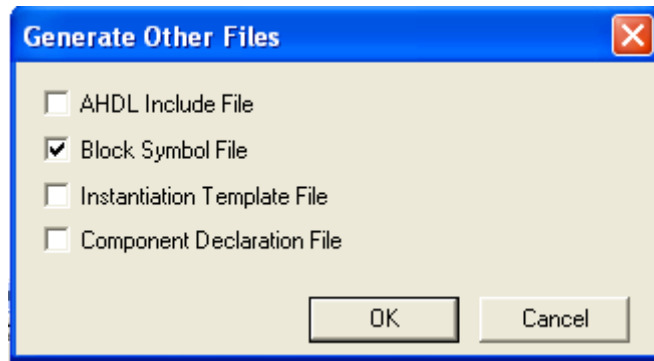 Generate Other Files
AHDL Include File
Block Symbol File
Instantiation Template File
Component Declaration File
OK Cancel